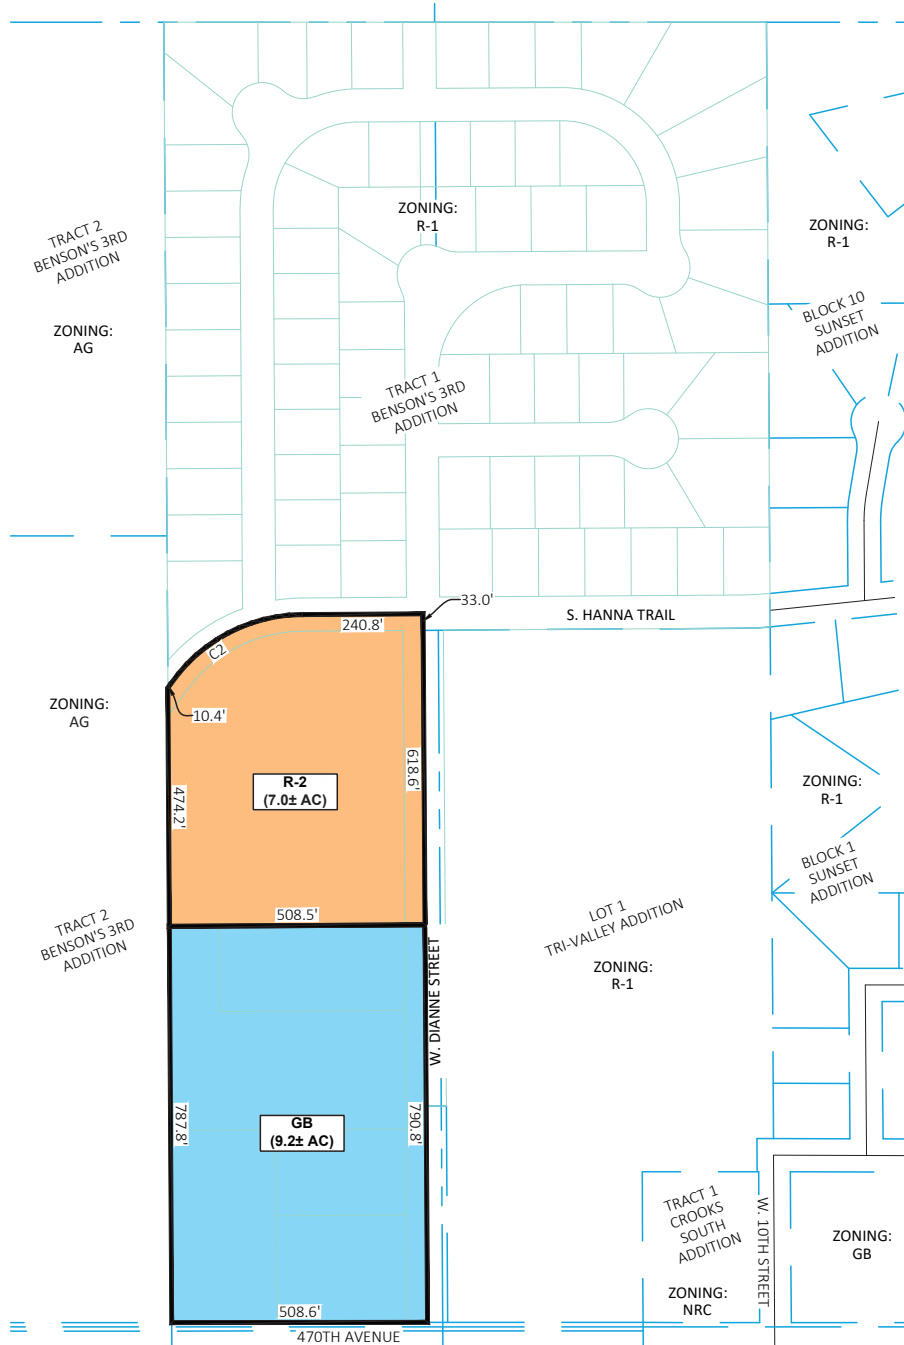 ZONING:
R-1
ZONING:
R-1
TRACT 2
BENSON'S 3RD
ADDITION
ZONING:
AG
BLOCK 10
SUNSET
ADDITION
TRACT 1
BENSON'S 3RD
ADDITION
33.0'
S. HANNA TRAIL
240.8'
C2
ZONING:
AG
10.4'
618.6'
474.2'
R-2
(7.0± AC)
ZONING:
R-1
BLOCK 1
SUNSET
ADDITION
508.5'
LOT 1
TRI-VALLEY ADDITION
ZONING:
R-1
TRACT 2
BENSON'S 3RD
ADDITION
W. DIANNE STREET
787.8'
790.8'
GB
(9.2± AC)
TRACT 1
CROOKS
SOUTH
ADDITION
W. 10TH STREET
ZONING:
GB
ZONING:
NRC
508.6'
470TH AVENUE